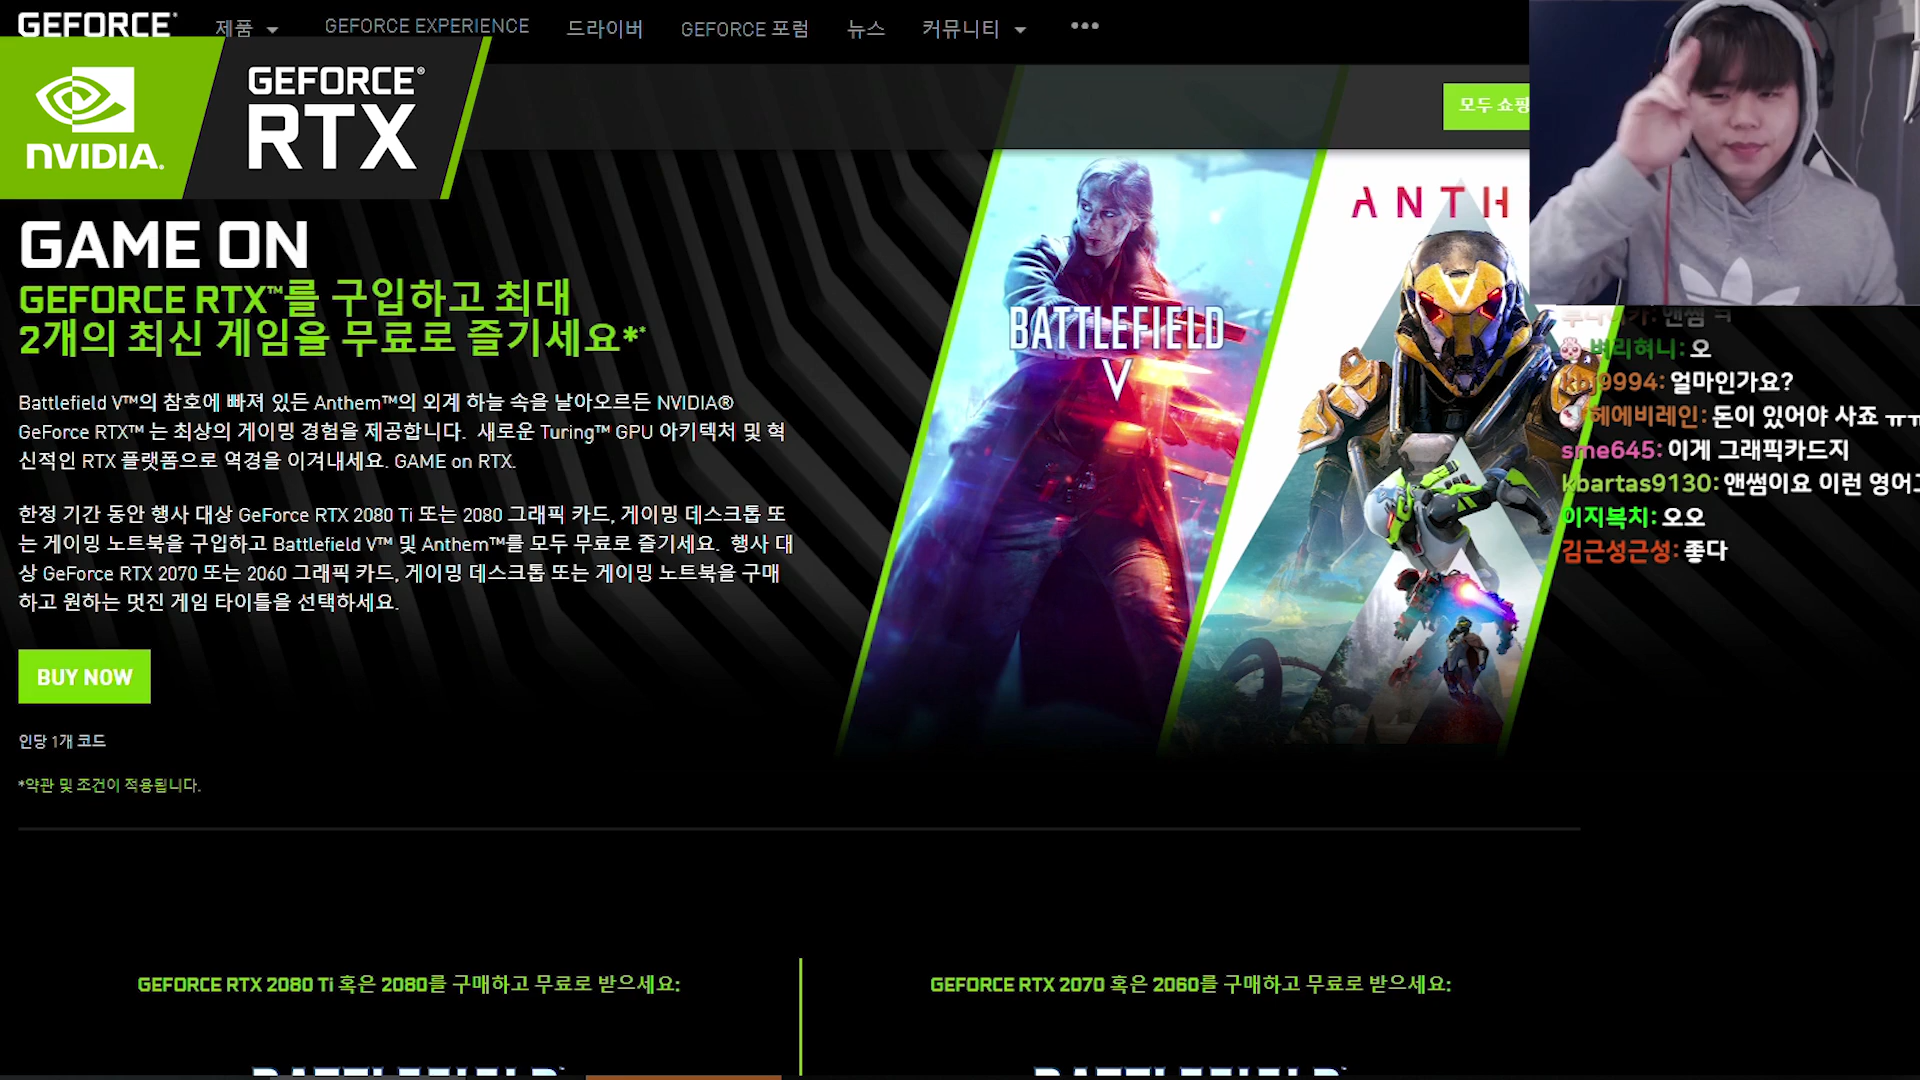 GEFORCE®
제품
GEFORCE EXPERIENCE
드라이버
GEFORCE 포럼
뉴스
커뮤니티
•••
NVIDIA.
GEFORCE®
RTX
모두 쇼핑
GAME ON
GEFORCE RTX™를 구입하고 최대
2개의 최신 게임을 무료로 즐기세요**
Battlefield V™의 참호에 빠져 있든 Anthem™의 외계 하늘 속을 날아오르든 NVIDIA®
GeForce RTX™ 는 최상의 게이밍 경험을 제공합니다. 새로운 Turing™ GPU 아키텍처 및 혁
신적인 RTX 플랫폼으로 역경을 이겨내세요. GAME on RTX.
한정 기간 동안 행사 대상 GeForce RTX 2080 Ti 또는 2080 그래픽 카드, 게이밍 데스크톱 또
는 게이밍 노트북을 구입하고 Battlefield V™ 및 Anthem™를 모두 무료로 즐기세요. 행사 대
상 GeForce RTX 2070 또는 2060 그래픽 카드, 게이밍 데스크톱 또는 게이밍 노트북을 구매
하고 원하는 멋진 게임 타이틀을 선택하세요.
BUY NOW
인당 1개 코드
*약관 및 조건이 적용됩니다.
BATTLEFIELD
V
ANTH
앤썸 ㅋ
벼리혀니: 오
kbj9994: 얼마인가요?
헤에비레인: 돈이 있어야 사죠 ㅠㅠ
sme645: 이게 그래픽카드지
kbartas9130: 앤썸이요 이런 영어고
이지복치: 오오
김근성근성: 좋다
GEFORCE RTX 2080 Ti 혹은 2080를 구매하고 무료로 받으세요:
GEFORCE RTX 2070 혹은 2060를 구매하고 무료로 받으세요:
BATTLEFIELD
BATTLEFIELD